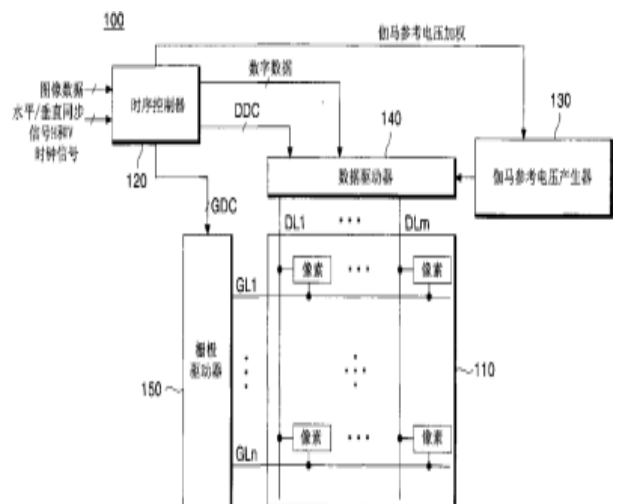 100
伽马参考电压加权
图像数据
水平/垂直同步
信号H和V
时钟信号
时序控制器
120
数字数据
DDC
140
130
数据驱动器
伽马参考电压产生器
GDC
DL1
DLm
像素
像素
GL1
栅极
驱动器
150
110
像素
像素
GLn